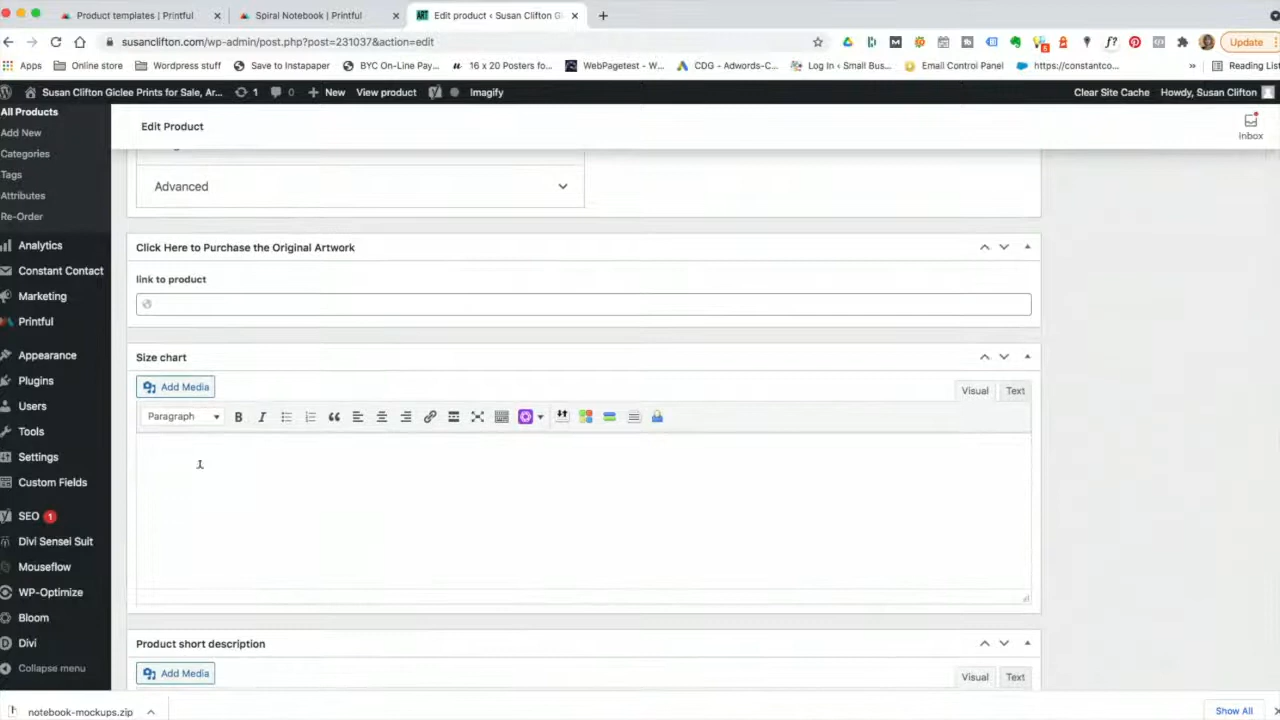 Product templates | Printful
Spiral Notebook | Printful
Edit product ‹ Susan Clifton Gi
susanclifton.com/wp-admin/post.php?post=231037&action=edit
Update
Apps
Online store
Wordpress stuff
Save to Instapaper
BYC On-Line Pay...
16 x 20 Posters fo...
WebPagetest - W...
CDG - Adwords-C...
Log In ‹ Small Bus...
Email Control Panel
https://constantco...
»
Reading List
Susan Clifton Giclee Prints for Sale, Ar...
1
0
New
View product
Imagify
Clear Site Cache
Howdy, Susan Clifton
All Products
Add New
Categories
Tags
Attributes
Re-Order
Analytics
Constant Contact
Marketing
Printful
Appearance
Plugins
Users
Tools
Settings
Custom Fields
SEO 1
Divi Sensei Suit
Mouseflow
WP-Optimize
Bloom
Divi
Collapse menu
Edit Product
Inbox
Advanced
Click Here to Purchase the Original Artwork
link to product
Size chart
Add Media
Visual
Text
Paragraph
B
I
Product short description
Add Media
Visual
Text
notebook-mockups.zip
Show All